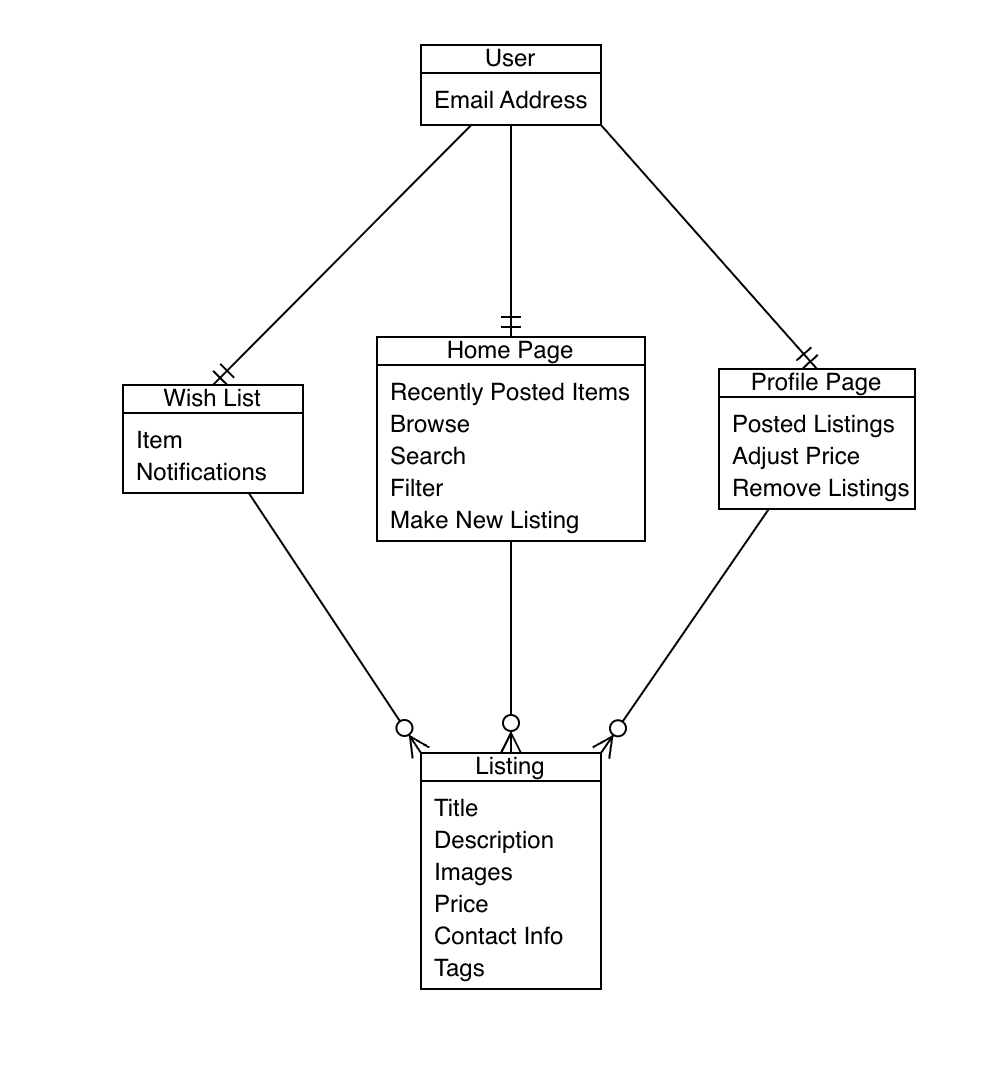 User
Email Address
Wish List
Item
Notifications
Home Page
Recently Posted Items
Browse
Search
Filter
Make New Listing
Profile Page
Posted Listings
Adjust Price
Remove Listings
Listing
Title
Description
Images
Price
Contact Info
Tags